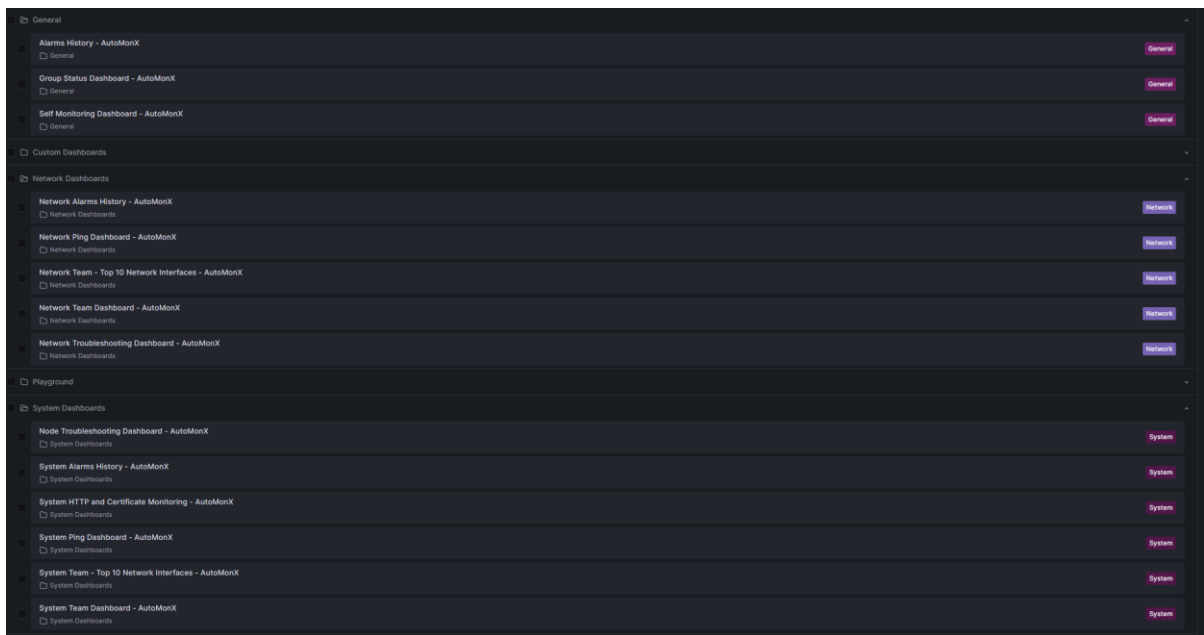 General
Alarms History - AutoMonX
General
General
Group Status Dashboard - AutoMonX
General
General
Self Monitoring Dashboard - AutoMonX
General
General
Custom Dashboards
Network Dashboards
Network Alarms History - AutoMonX
Network Dashboards
Network
Network Ping Dashboard - AutoMonX
Network Dashboards
Network
Network Team - Top 10 Network Interfaces - AutoMonX
Network Dashboards
Network
Network Team Dashboard - AutoMonX
Network Dashboards
Network
Network Troubleshooting Dashboard - AutoMonX
Network Dashboards
Network
Playground
System Dashboards
Node Troubleshooting Dashboard - AutoMonX
System Dashboards
System
System Alarms History - AutoMonX
System Dashboards
System
System HTTP and Certificate Monitoring - AutoMonX
System Dashboards
System
System Ping Dashboard - AutoMonX
System Dashboards
System
System Team - Top 10 Network Interfaces - AutoMonX
System Dashboards
System
System Team Dashboard - AutoMonX
System Dashboards
System